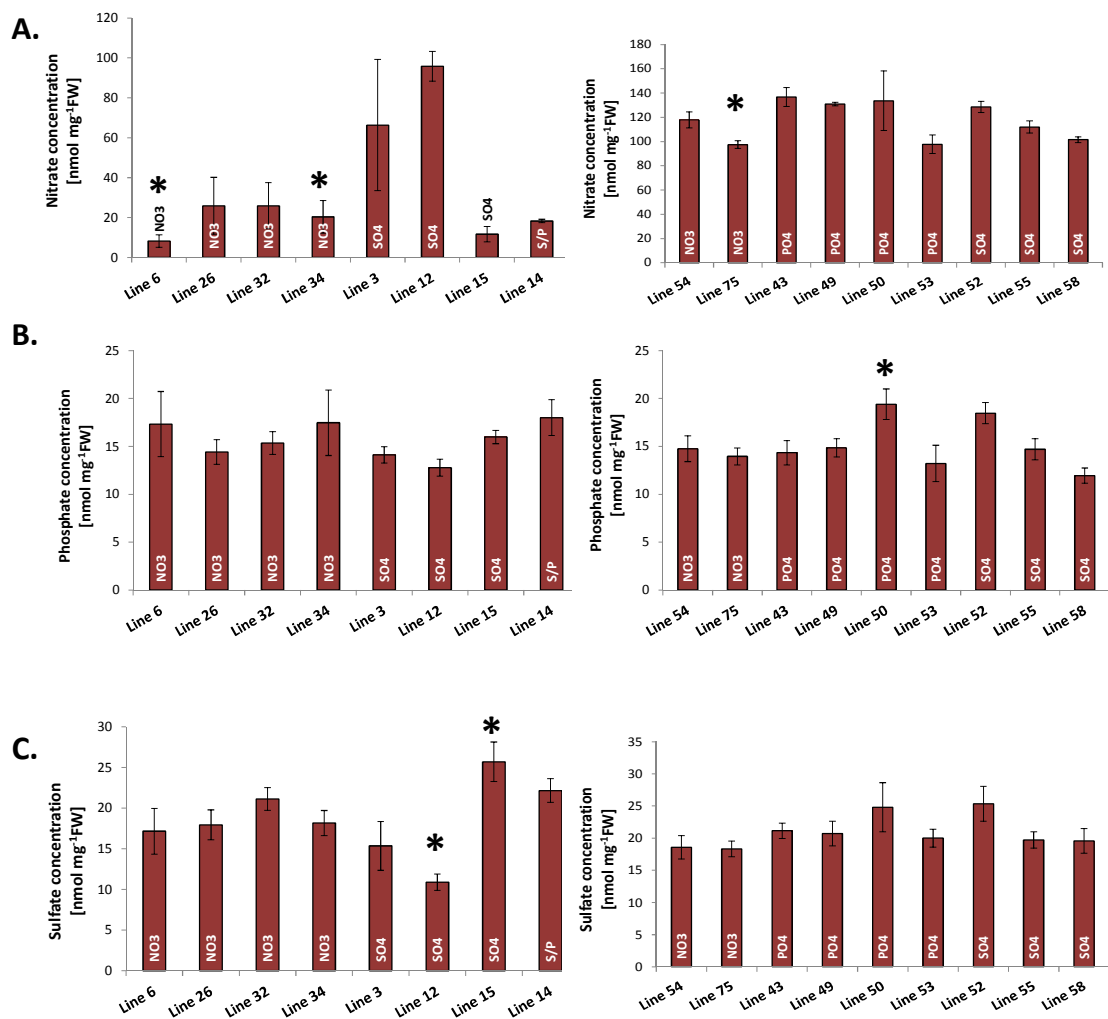 A.
Nitrate concentration
[nmol mg-1FW]
120
100
80
60
40
20
0
*
*
NO3
NO3
NO3
NO3
SO4
SO4
SO4
S/P
Line 6
Line 26
Line 32
Line 34
Line 3
Line 12
Line 15
Line 14
Nitrate concentration
[nmol mg-1FW]
180
160
140
120
100
80
60
40
20
0
*
NO3
NO3
PO4
PO4
PO4
PO4
S/O4
SO4
SO4
Line 54
Line 75
Line 43
Line 49
Line 50
Line 53
Line 52
Line 55
Line 58
B.
Phosphate concentration
[nmol mg-1FW]
25
20
15
10
5
0
NO3
NO3
NO3
NO3
SO4
SO4
SO4
S/P
Line 6
Line 26
Line 32
Line 34
Line 3
Line 12
Line 15
Line 14
Phosphate concentration
[nmol mg-1FW]
25
20
15
10
5
0
*
NO3
NO3
PO4
PO4
PO4
PO4
S/O4
SO4
SO4
Line 54
Line 75
Line 43
Line 49
Line 50
Line 53
Line 52
Line 55
Line 58
C.
Sulfate concentration
[nmol mg-1FW]
30
25
20
15
10
5
0
*
*
NO3
NO3
NO3
NO3
SO4
SO4
SO4
S/P
Line 6
Line 26
Line 32
Line 34
Line 3
Line 12
Line 15
Line 14
Sulfate concentration
[nmol mg-1FW]
35
30
25
20
15
10
5
0
NO3
NO3
PO4
PO4
PO4
PO4
S/O4
SO4
SO4
Line 54
Line 75
Line 43
Line 49
Line 50
Line 53
Line 52
Line 55
Line 58